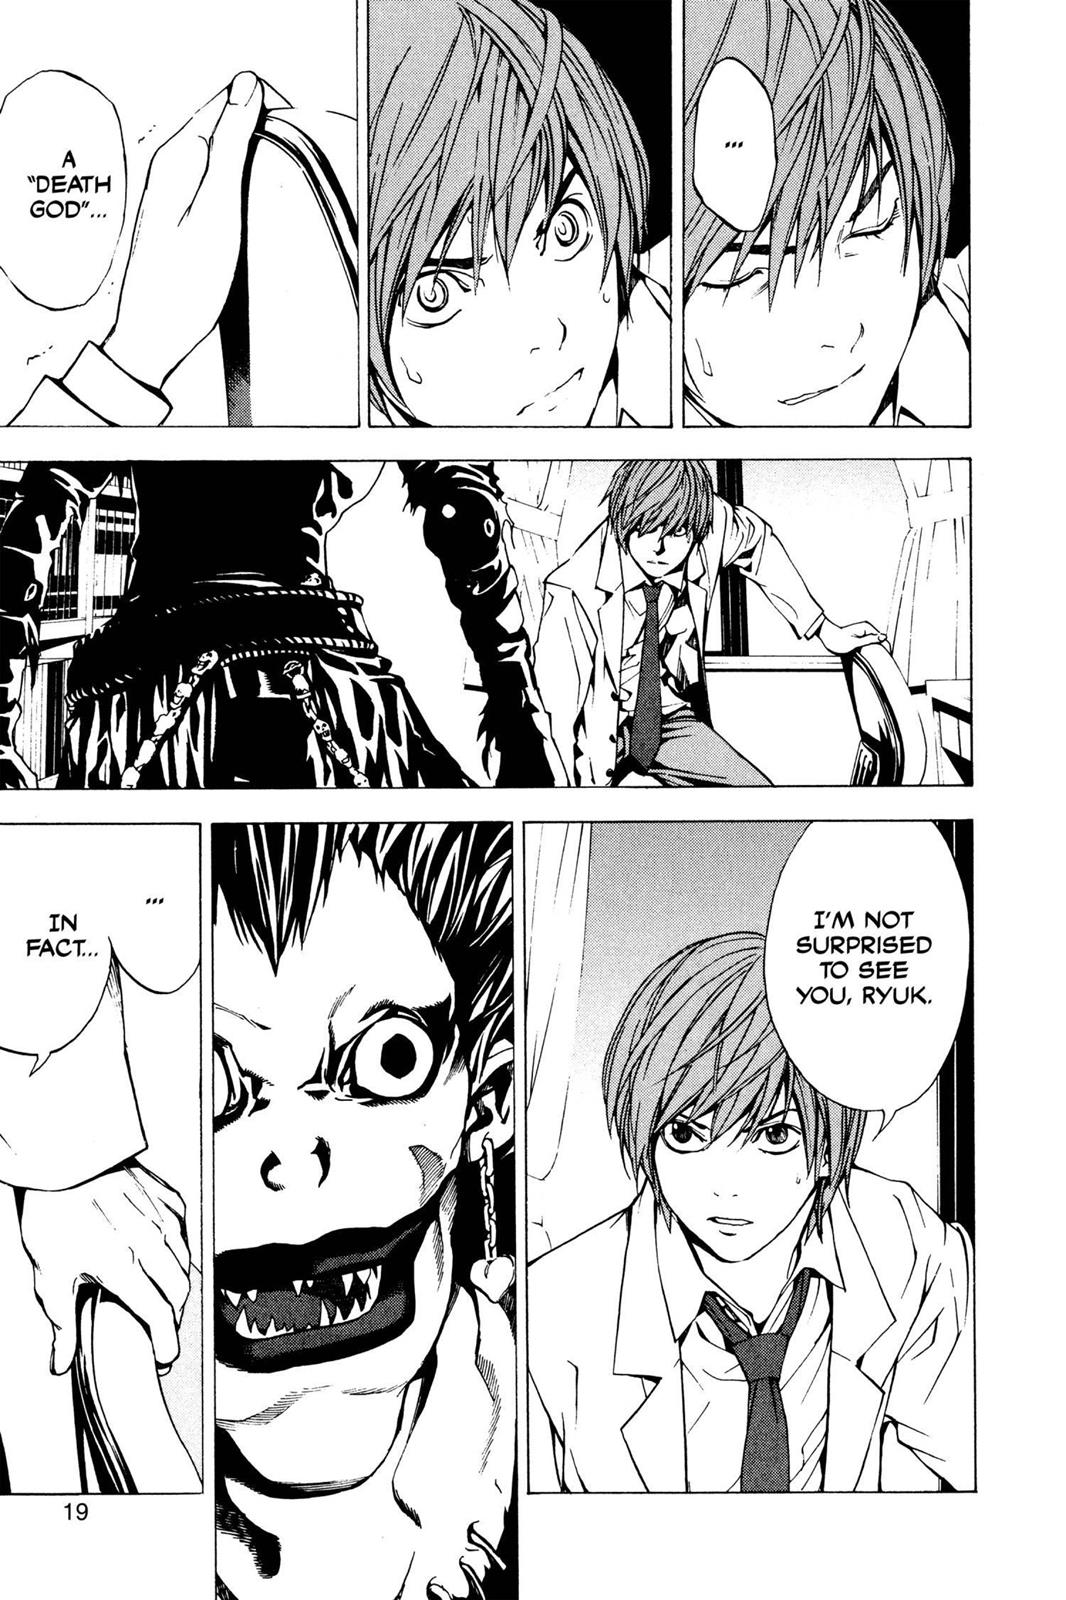 ...
A
"DEATH
GOD"...
I'M NOT
SURPRISED
TO SEE
YOU, RYUK.
...
IN
FACT...
19